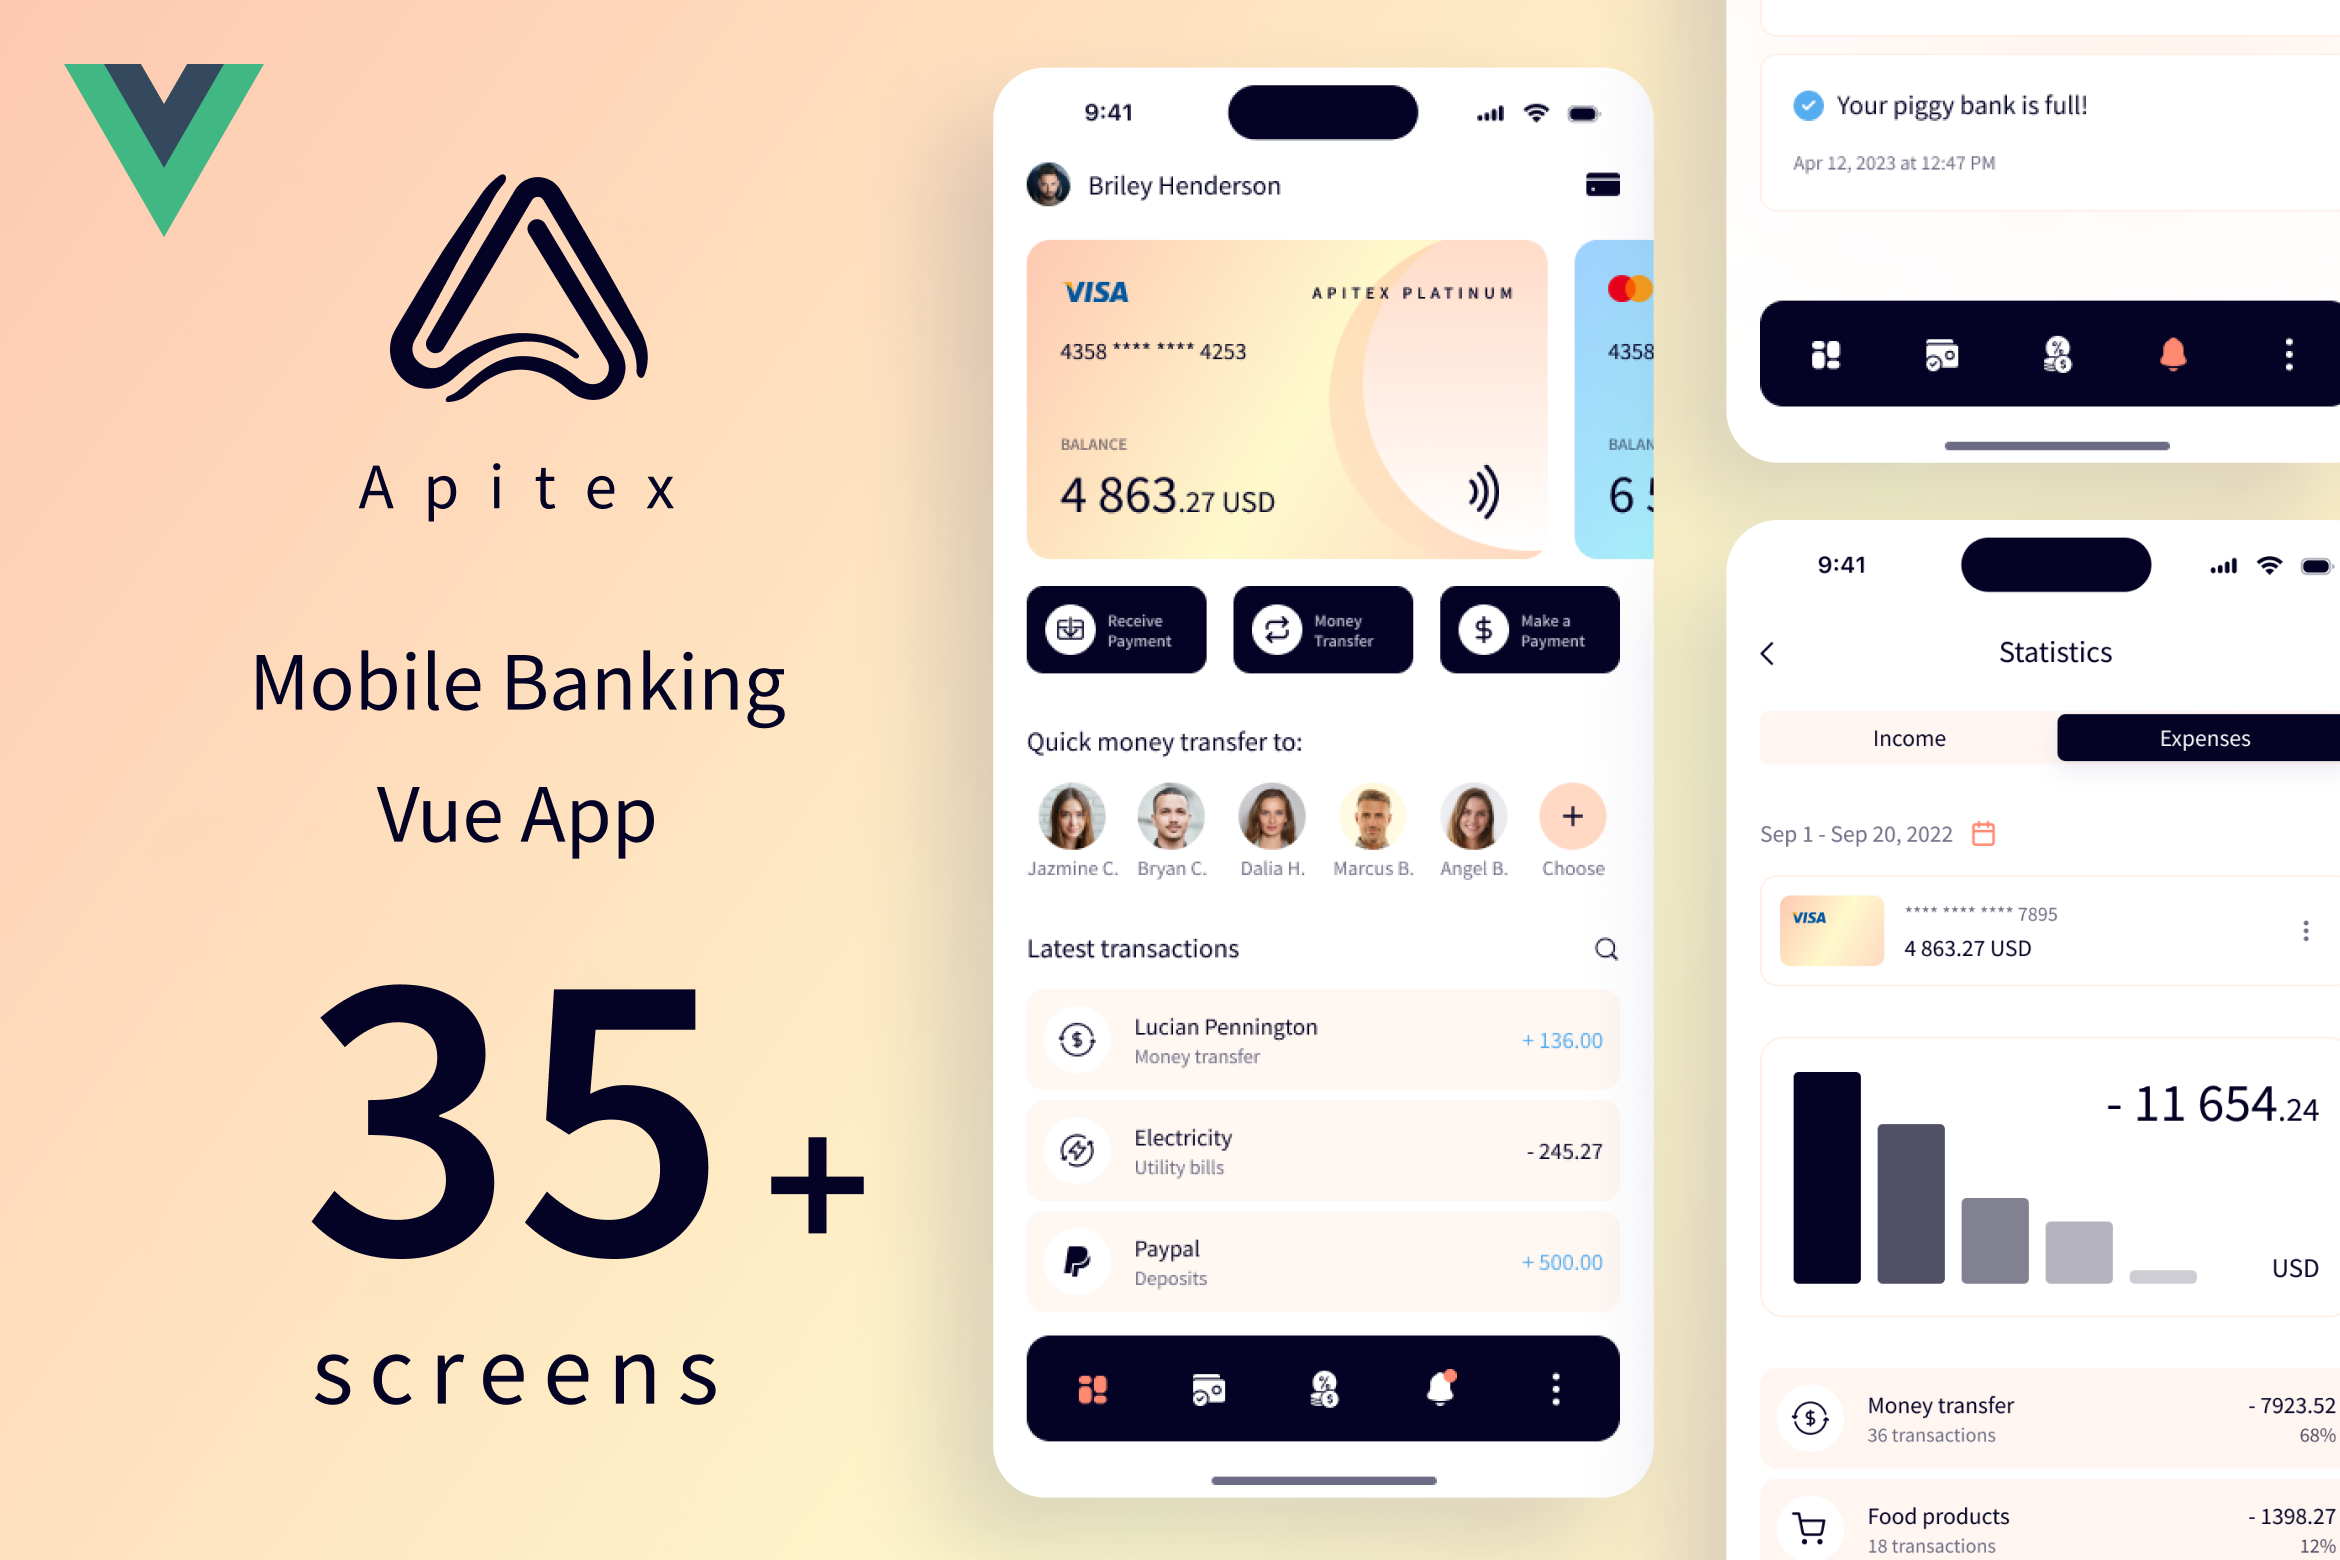 Apitex
Mobile Banking
Vue App
35+
screens
9:41
Briley Henderson
VISA
APITEX PLATINUM
4358 **** **** 4253
BALANCE
4 863.27 USD
4358
6
Receive
Payment
Money
Transfer
Make a
Payment
Quick money transfer to:
Jazmine C.
Bryan C.
Dalia H.
Marcus B.
Angel B.
Choose
Latest transactions
Lucian Pennington
+ 136.00
Money transfer
Electricity
- 245.27
Utility bills
Paypal
+ 500.00
Deposits
Your piggy bank is full!
Apr 12, 2023 at 12:47 PM
9:41
Statistics
Income
Expenses
Sep 1 - Sep 20, 2022
VISA
**** **** **** 7895
4 863.27 USD
- 11 654.24
USD
Money transfer
- 7923.52
36 transactions
68%
Food products
- 1398.27
18 transactions
12%